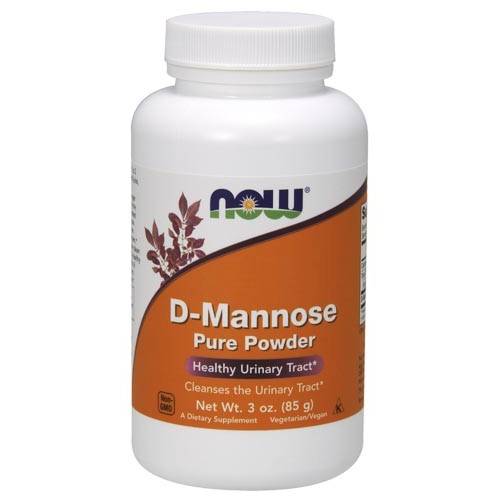 NOW®
D-Mannose
Pure Powder
Healthy Urinary Tract*
Cleanses the Urinary Tract*
Net Wt. 3 oz. (85 g)
Non-
GMO
A Dietary Supplement
Vegetarian/Vegan
K